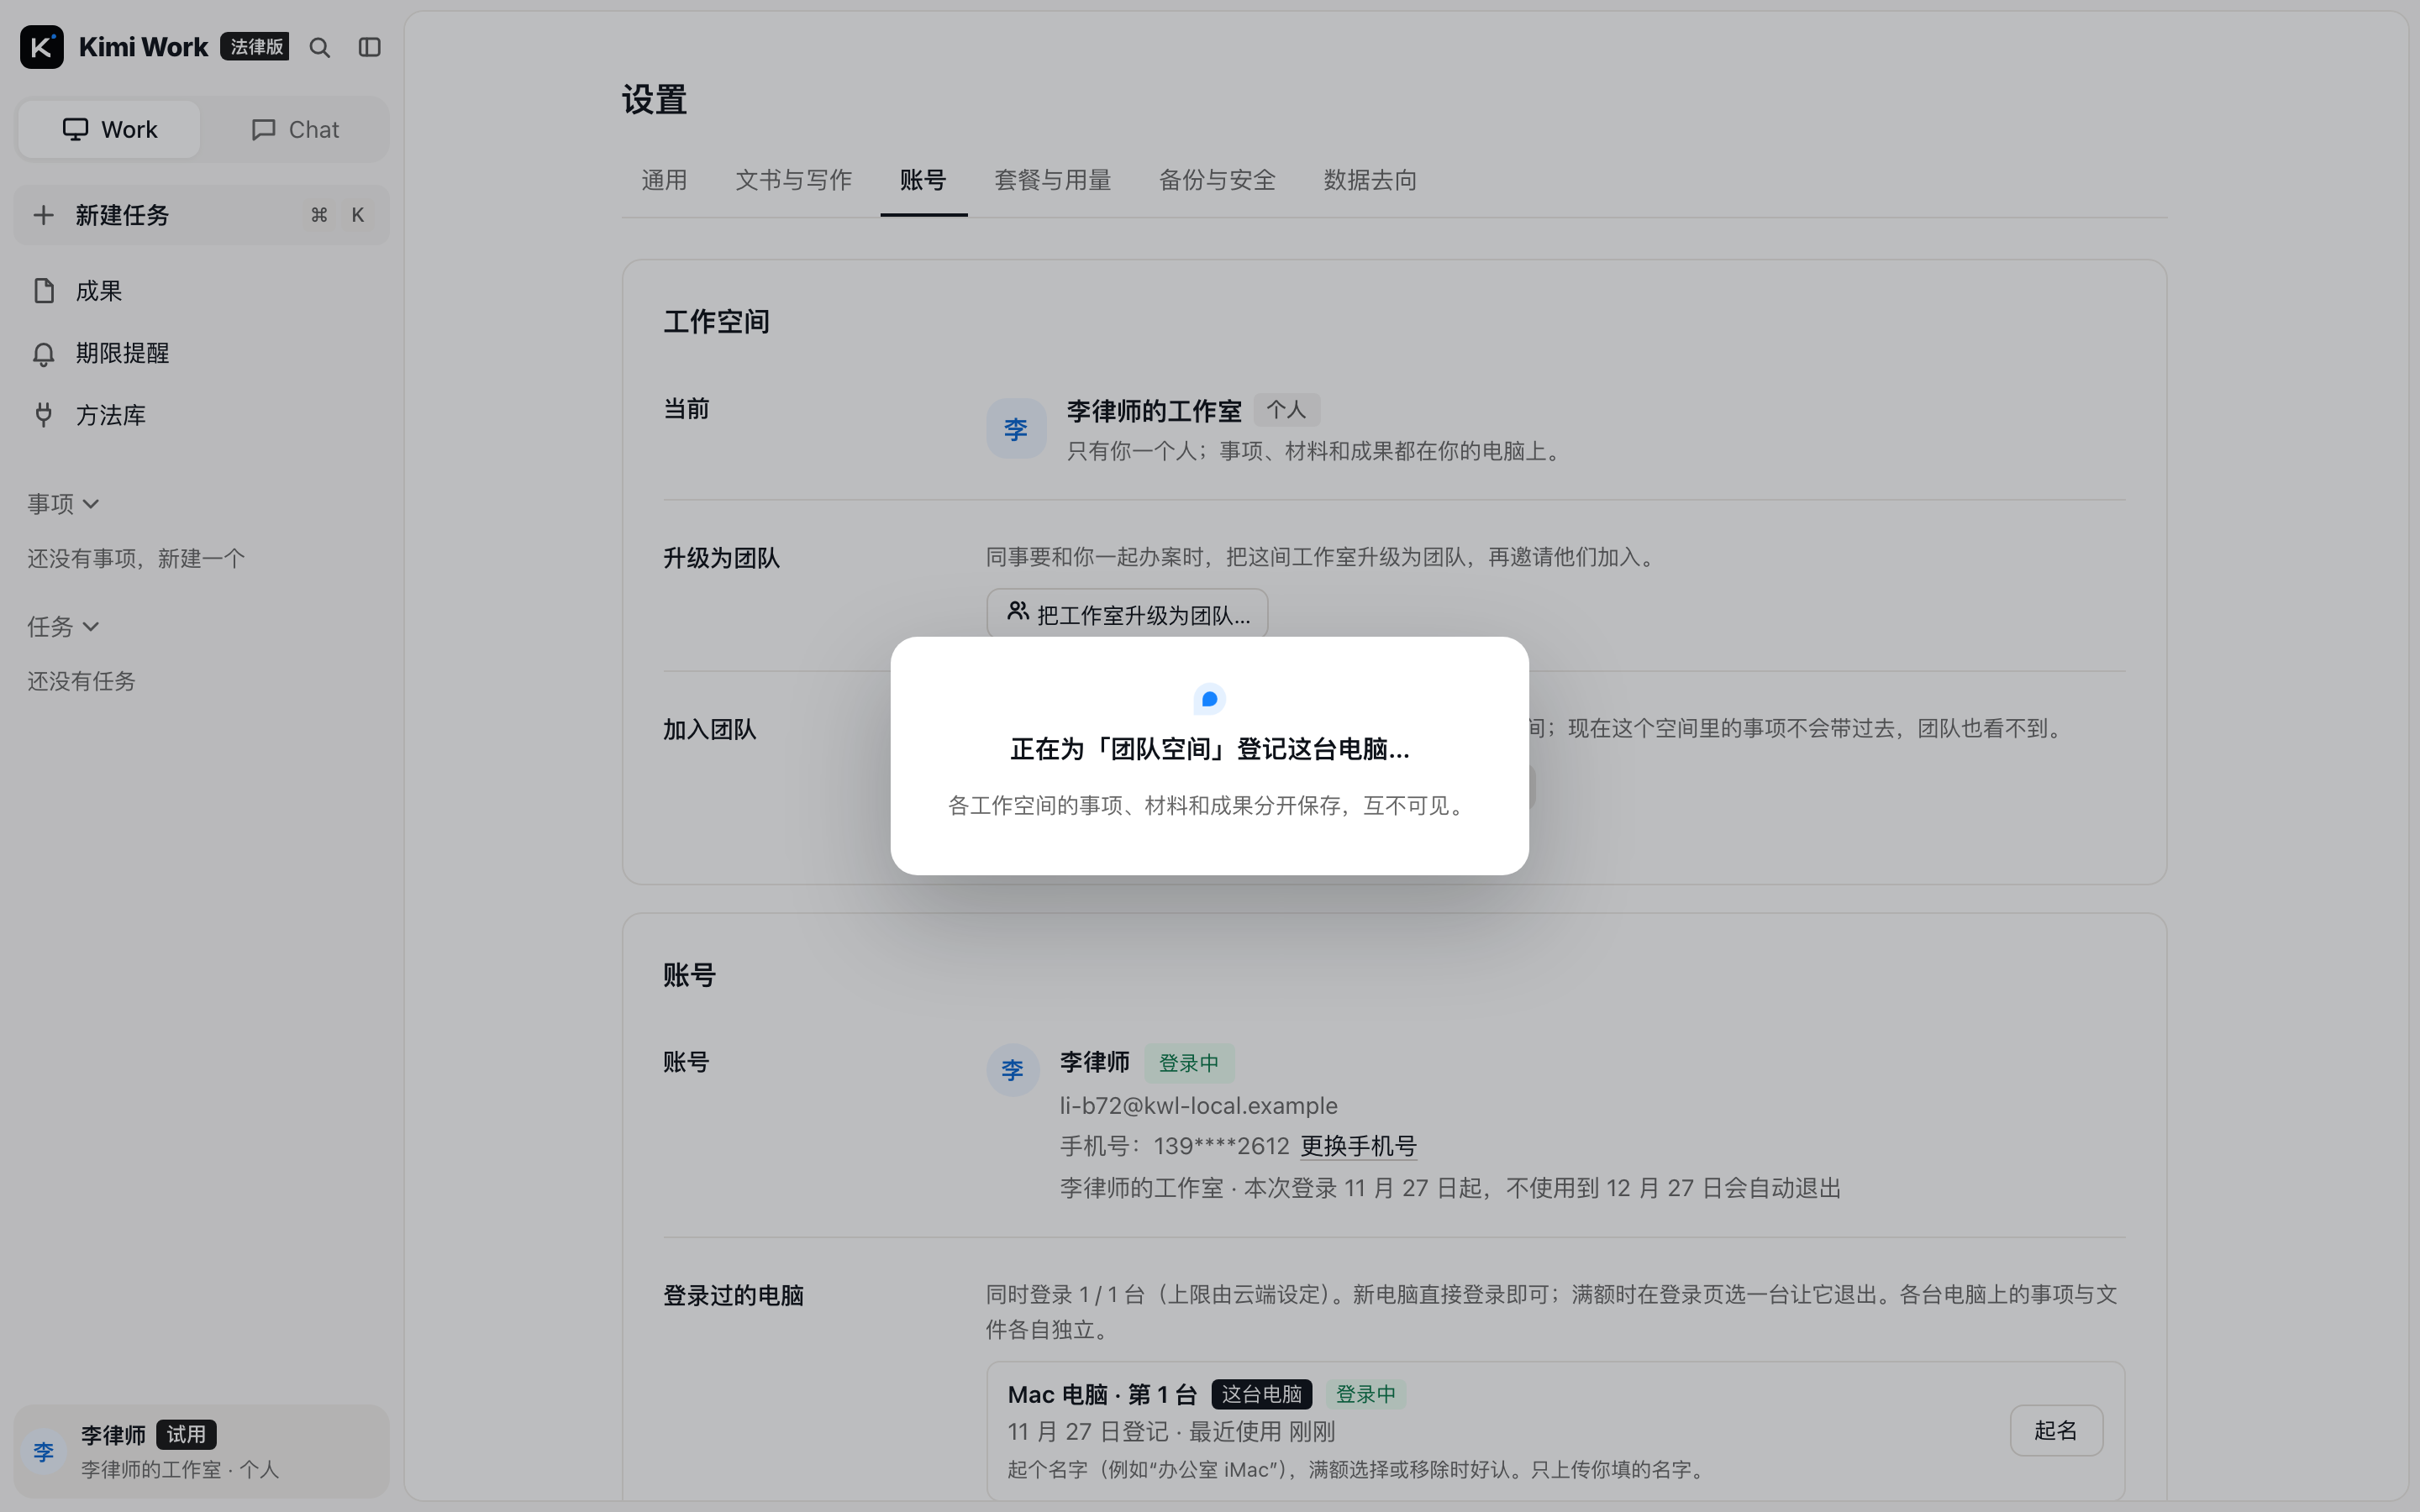 Kimi Work 法律版
Work
Chat
新建任务 ⌘ K
成果
期限提醒
方法库
事项
还没有事项，新建一个
任务
还没有任务
李 李律师 试用
李律师的工作室 · 个人
设置
通用 文书与写作 账号 套餐与用量 备份与安全 数据去向
工作空间
当前
李 李律师的工作室 个人
只有你一个人；事项、材料和成果都在你的电脑上。
升级为团队
同事要和你一起办案时，把这间工作室升级为团队，再邀请他们加入。
把工作室升级为团队...
加入团队
；现在这个空间里的事项不会带过去，团队也看不到。
正在为「团队空间」登记这台电脑...
各工作空间的事项、材料和成果分开保存，互不可见。
账号
账号
李 李律师 登录中
li-b72@kwl-local.example
手机号：139****2612 更换手机号
李律师的工作室 · 本次登录 11 月 27 日起，不使用到 12 月 27 日会自动退出
登录过的电脑
同时登录 1 / 1 台（上限由云端设定）。新电脑直接登录即可；满额时在登录页选一台让它退出。各台电脑上的事项与文
件各自独立。
Mac 电脑 · 第 1 台 这台电脑 登录中
11 月 27 日登记 · 最近使用 刚刚
起个名字（例如“办公室 iMac”），满额选择或移除时好认。只上传你填的名字。
起名